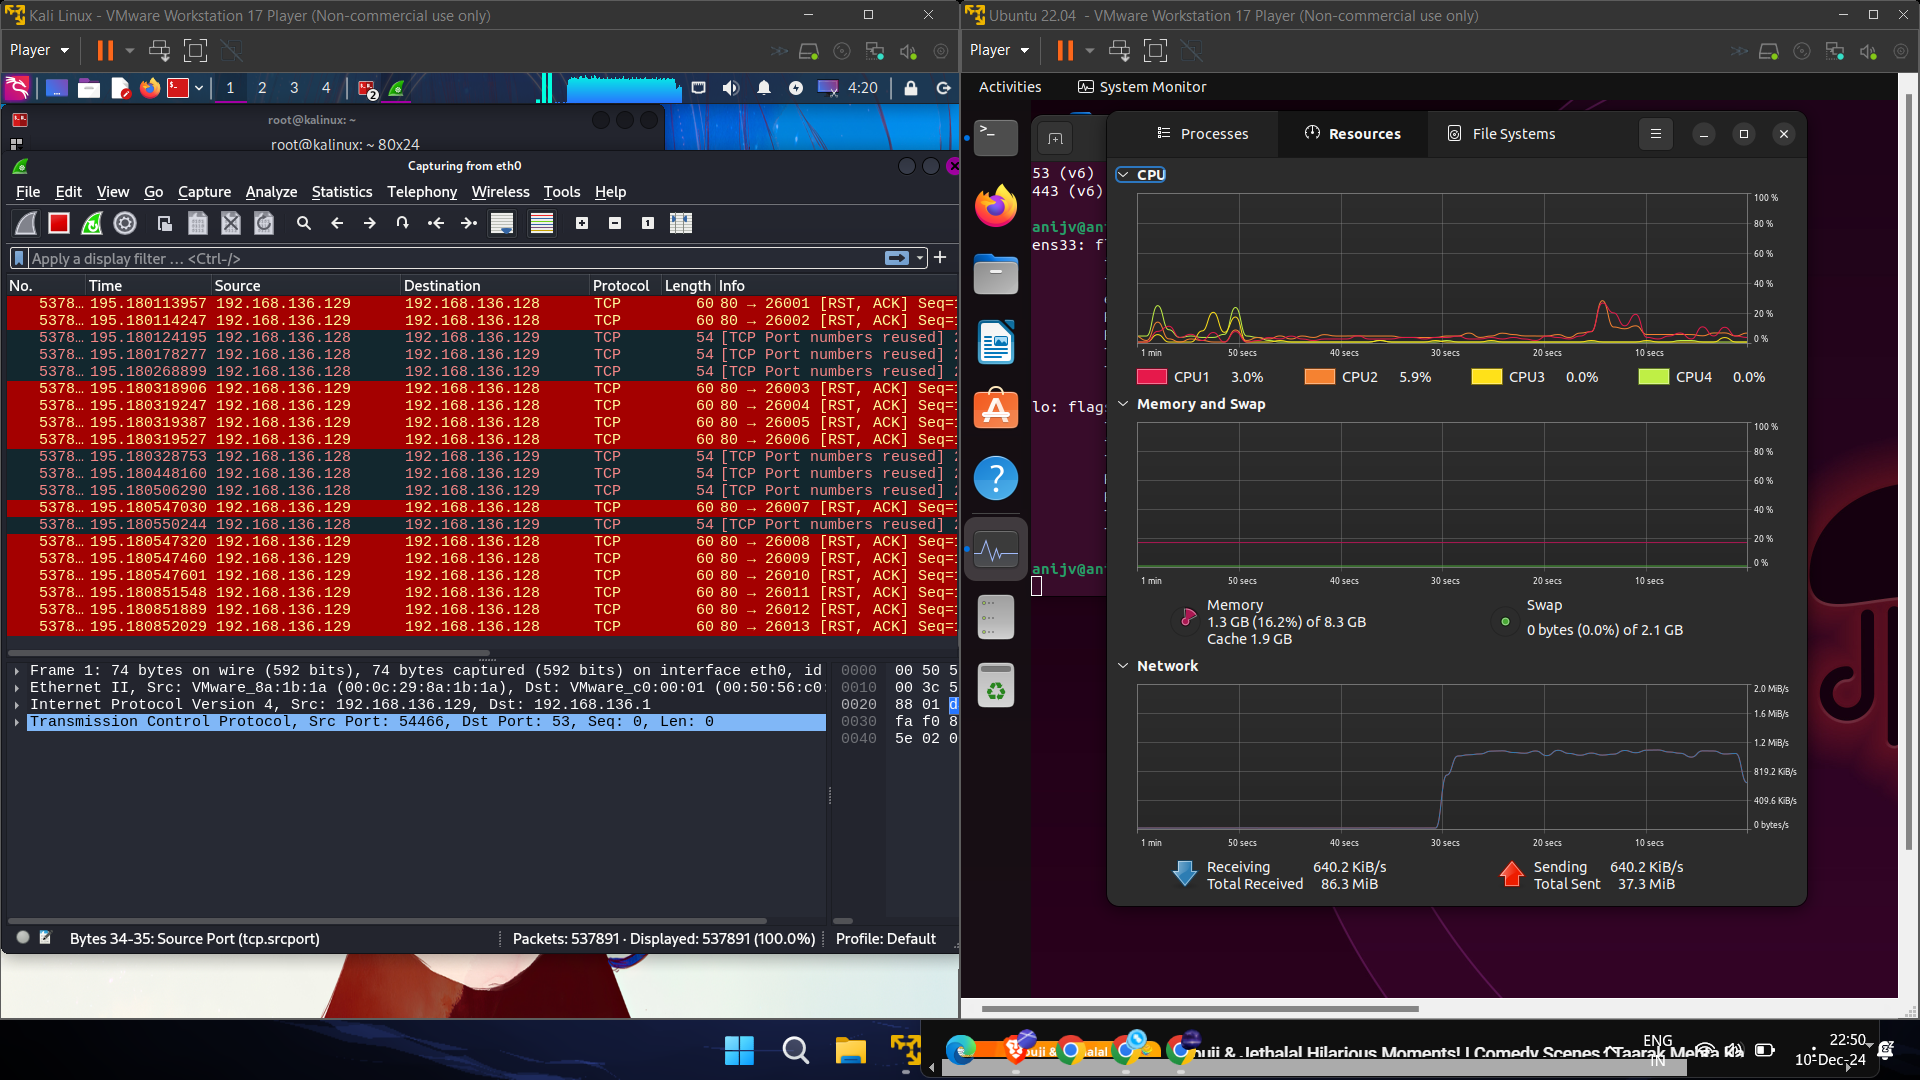 Kali Linux - VMware Workstation 17 Player (Non-commercial use only)
Player
1 2 3 4
2
4:20
root@kalinux: ~
root@kalinux: ~ 80x24
Capturing from eth0
File Edit View Go Capture Analyze Statistics Telephony Wireless Tools Help
Apply a display filter … <Ctrl-/>
No. Time Source Destination Protocol Length Info
5378… 195.180113957 192.168.136.129 192.168.136.128 TCP 60 80 → 26001 [RST, ACK] Seq=
5378… 195.180114247 192.168.136.129 192.168.136.128 TCP 60 80 → 26002 [RST, ACK] Seq=
5378… 195.180124195 192.168.136.128 192.168.136.129 TCP 54 [TCP Port numbers reused]
5378… 195.180178277 192.168.136.128 192.168.136.129 TCP 54 [TCP Port numbers reused]
5378… 195.180268899 192.168.136.128 192.168.136.129 TCP 54 [TCP Port numbers reused]
5378… 195.180318906 192.168.136.129 192.168.136.128 TCP 60 80 → 26003 [RST, ACK] Seq=
5378… 195.180319247 192.168.136.129 192.168.136.128 TCP 60 80 → 26004 [RST, ACK] Seq=
5378… 195.180319387 192.168.136.129 192.168.136.128 TCP 60 80 → 26005 [RST, ACK] Seq=
5378… 195.180319527 192.168.136.129 192.168.136.128 TCP 60 80 → 26006 [RST, ACK] Seq=
5378… 195.180328753 192.168.136.128 192.168.136.129 TCP 54 [TCP Port numbers reused]
5378… 195.180448160 192.168.136.128 192.168.136.129 TCP 54 [TCP Port numbers reused]
5378… 195.180506290 192.168.136.128 192.168.136.129 TCP 54 [TCP Port numbers reused]
5378… 195.180547030 192.168.136.129 192.168.136.128 TCP 60 80 → 26007 [RST, ACK] Seq=
5378… 195.180550244 192.168.136.128 192.168.136.129 TCP 54 [TCP Port numbers reused]
5378… 195.180547320 192.168.136.129 192.168.136.128 TCP 60 80 → 26008 [RST, ACK] Seq=
5378… 195.180547460 192.168.136.129 192.168.136.128 TCP 60 80 → 26009 [RST, ACK] Seq=
5378… 195.180547601 192.168.136.129 192.168.136.128 TCP 60 80 → 26010 [RST, ACK] Seq=
5378… 195.180851548 192.168.136.129 192.168.136.128 TCP 60 80 → 26011 [RST, ACK] Seq=
5378… 195.180851889 192.168.136.129 192.168.136.128 TCP 60 80 → 26012 [RST, ACK] Seq=
5378… 195.180852029 192.168.136.129 192.168.136.128 TCP 60 80 → 26013 [RST, ACK] Seq=
Frame 1: 74 bytes on wire (592 bits), 74 bytes captured (592 bits) on interface eth0, id
Ethernet II, Src: VMware_8a:1b:1a (00:0c:29:8a:1b:1a), Dst: VMware_c0:00:01 (00:50:56:c0:
Internet Protocol Version 4, Src: 192.168.136.129, Dst: 192.168.136.1
Transmission Control Protocol, Src Port: 54466, Dst Port: 53, Seq: 0, Len: 0
0000 00 50 5
0010 00 3c 5
0020 88 01 d
0030 fa f0 8
0040 5e 02 0
Bytes 34-35: Source Port (tcp.srcport)
Packets: 537891 · Displayed: 537891 (100.0%)
Profile: Default
Ubuntu 22.04 - VMware Workstation 17 Player (Non-commercial use only)
Player
Activities
System Monitor
53 (v6)
443 (v6)
anijv@an
ens33: f
lo: flag
anijv@an
Processes Resources File Systems
CPU
100 %
80 %
60 %
40 %
20 %
0 %
1 min 50 secs 40 secs 30 secs 20 secs 10 secs
CPU1 3.0% CPU2 5.9% CPU3 0.0% CPU4 0.0%
Memory and Swap
100 %
80 %
60 %
40 %
20 %
0 %
1 min 50 secs 40 secs 30 secs 20 secs 10 secs
Memory
1.3 GB (16.2%) of 8.3 GB
Cache 1.9 GB
Swap
0 bytes (0.0%) of 2.1 GB
Network
2.0 MiB/s
1.6 MiB/s
1.2 MiB/s
819.2 KiB/s
409.6 KiB/s
0 bytes/s
1 min 50 secs 40 secs 30 secs 20 secs 10 secs
Receiving 640.2 KiB/s
Total Received 86.3 MiB
Sending 640.2 KiB/s
Total Sent 37.3 MiB
& Jethalal Hilarious Moments! | Comedy Scenes | Taarak Mehta Ka
ENG
IN
22:50
10-Dec-24